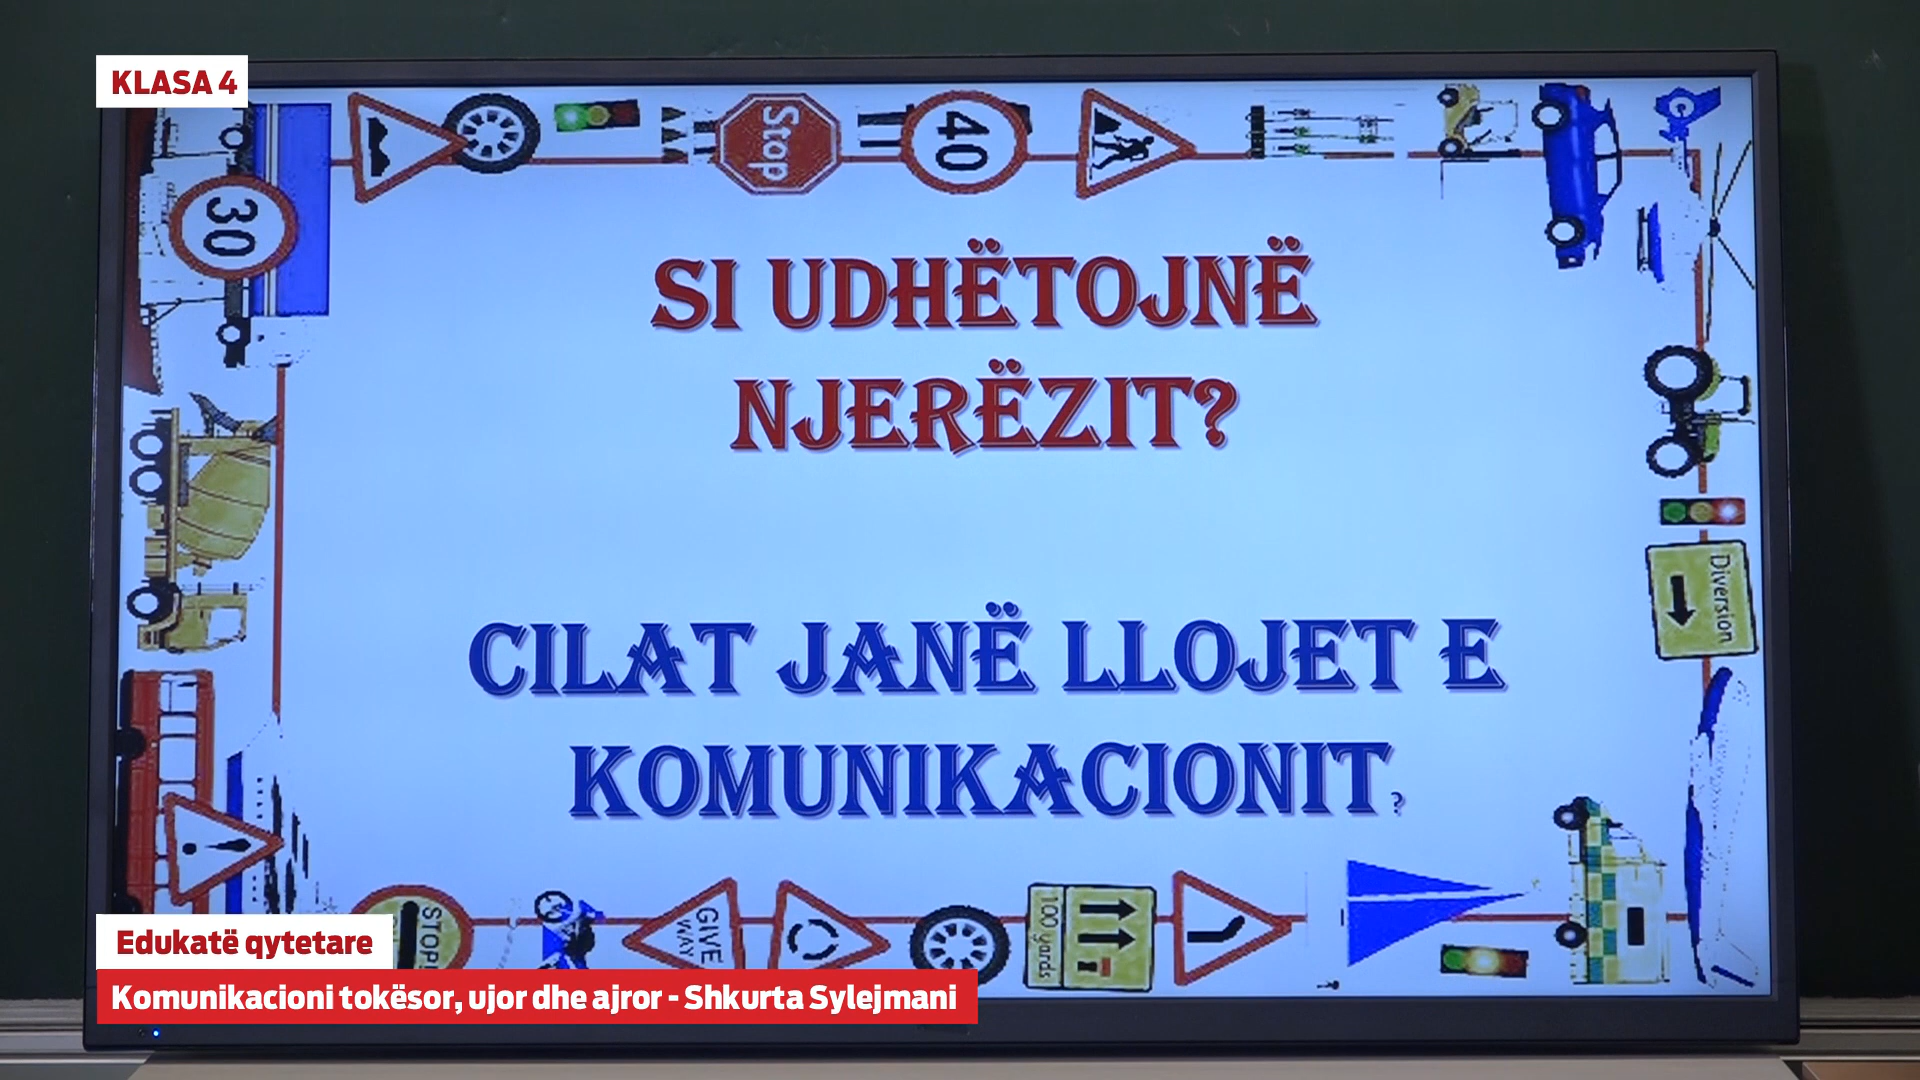 KLASA 4
30
Stop
40
SI UDHËTOJNË
NJERËZIT?
Diversion
CILAT JANË LLOJET E
KOMUNIKACIONIT?
STOP!
GIVE
WAY
100 yards
Edukatë qytetare
Komunikacioni tokësor, ujor dhe ajror - Shkurta Sylejmani